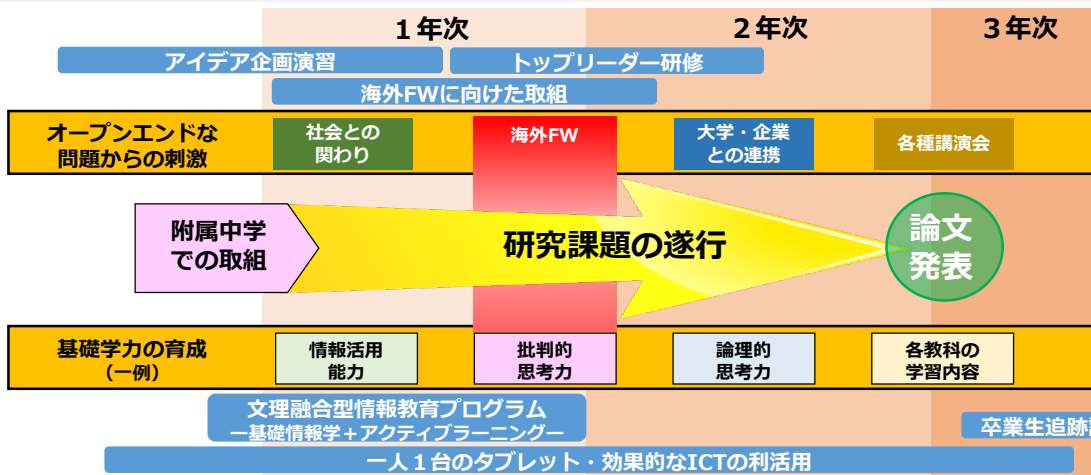 １年次
２年次
３年次
アイデア企画演習
トップリーダー研修
海外FWに向けた取組
オープンエンドな
問題からの刺激
社会との
関わり
海外FW
大学・企業
との連携
各種講演会
附属中学
での取組
研究課題の遂行
論文
発表
基礎学力の育成
（一例）
情報活用
能力
批判的
思考力
論理的
思考力
各教科の
学習内容
文理融合型情報教育プログラム
ー基礎情報学＋アクティブラーニングー
卒業生追跡
一人１台のタブレット・効果的なICTの利活用